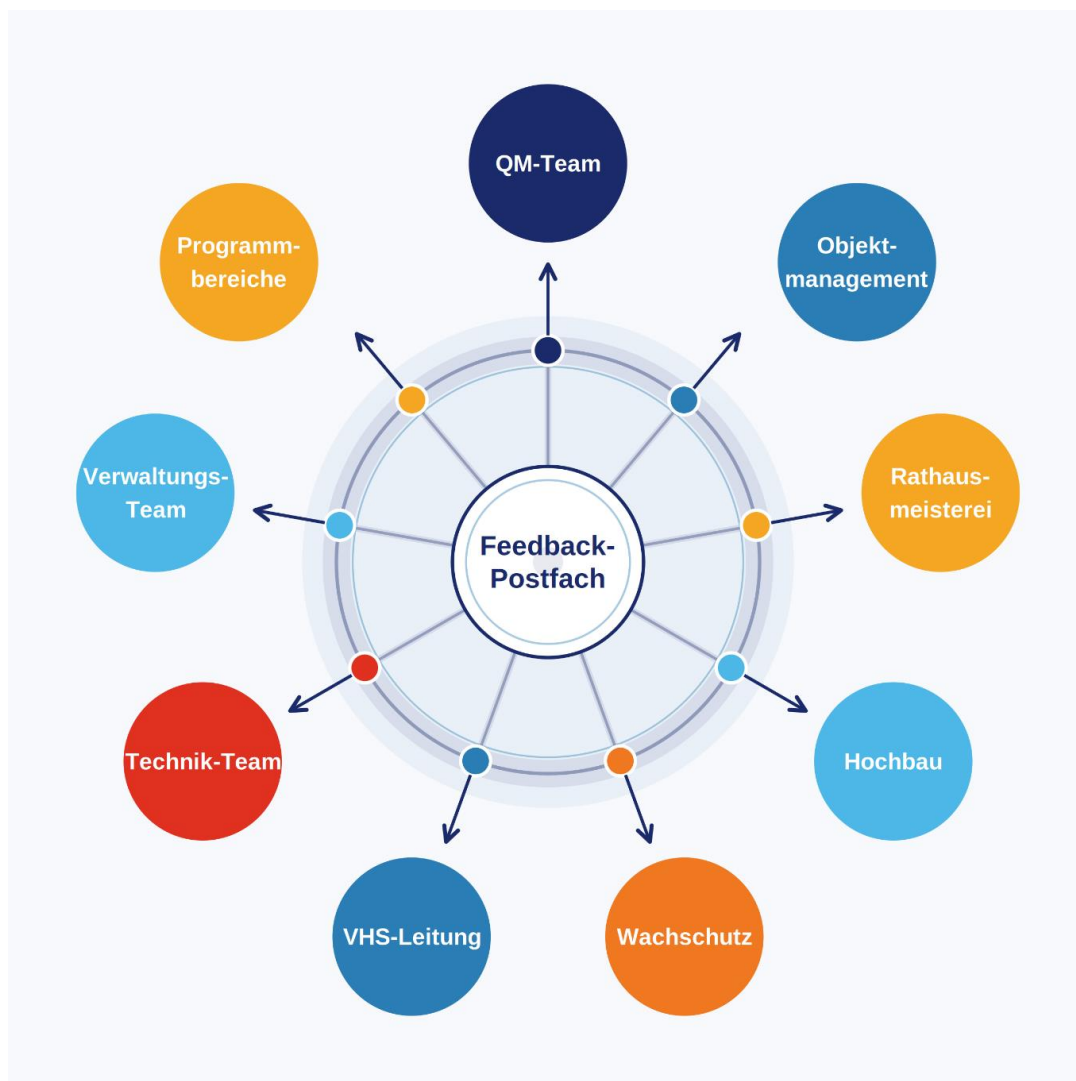 QM-Team
Programm-
bereiche
Objekt-
management
Verwaltungs-
Team
Rathaus-
meisterei
Feedback-
Postfach
Technik-Team
Hochbau
VHS-Leitung
Wachschutz